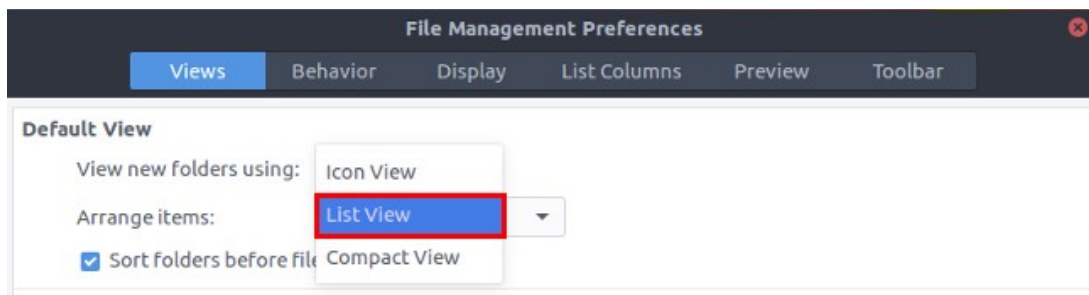 File Management Preferences
Views Behavior Display List Columns Preview Toolbar
Default View
View new folders using: Icon View
Arrange items: List View
Sort folders before file Compact View